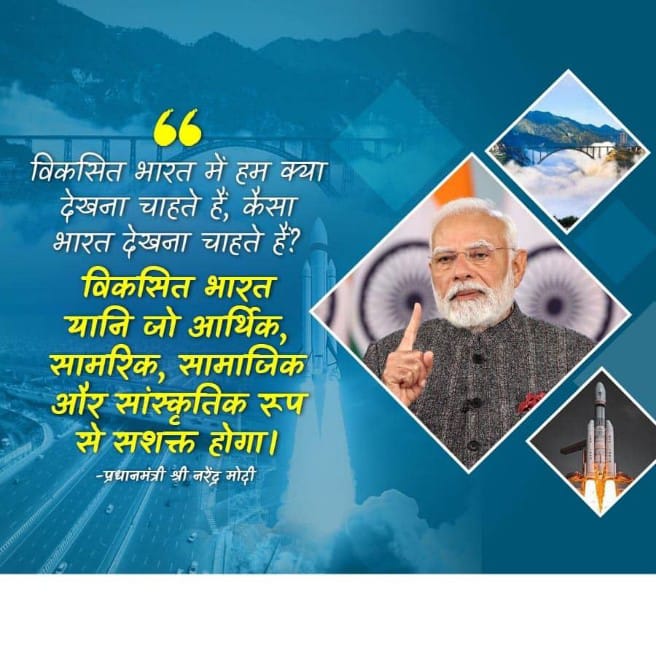 “
विकसित भारत में हम क्या
देखना चाहते हैं, कैसा
भारत देखना चाहते हैं?
विकसित भारत
यानि जो आर्थिक,
सामरिक, सामाजिक
और सांस्कृतिक रूप
से सशक्त होगा।
-प्रधानमंत्री श्री नरेंद्र मोदी